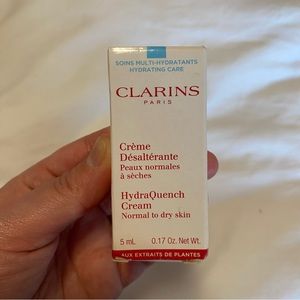 SOINS MULTI-HYDRATANTS
HYDRATING CARE
CLARINS
PARIS
Crème
Désaltérante
Peaux normales
à sèches
HydraQuench
Cream
Normal to dry skin
5 mL 0.17 Oz. Net Wt.
AUX EXTRAITS DE PLANTES